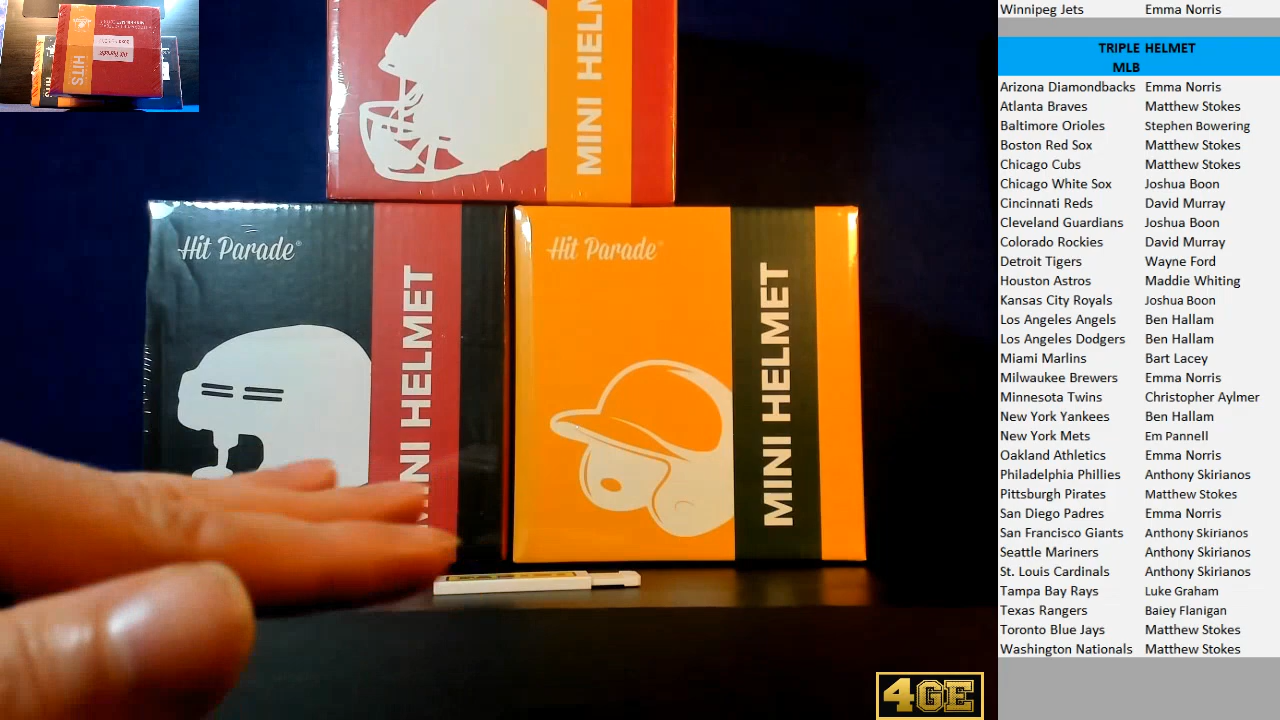 HITS
Hit Parade
MINI HELM
Hit Parade®
MINI HELMET
Hit Parade®
MINI HELMET
4GE
Winnipeg Jets Emma Norris
TRIPLE HELMET
MLB
Arizona Diamondbacks Emma Norris
Atlanta Braves Matthew Stokes
Baltimore Orioles Stephen Bowering
Boston Red Sox Matthew Stokes
Chicago Cubs Matthew Stokes
Chicago White Sox Joshua Boon
Cincinnati Reds David Murray
Cleveland Guardians Joshua Boon
Colorado Rockies David Murray
Detroit Tigers Wayne Ford
Houston Astros Maddie Whiting
Kansas City Royals Joshua Boon
Los Angeles Angels Ben Hallam
Los Angeles Dodgers Ben Hallam
Miami Marlins Bart Lacey
Milwaukee Brewers Emma Norris
Minnesota Twins Christopher Aylmer
New York Yankees Ben Hallam
New York Mets Em Pannell
Oakland Athletics Emma Norris
Philadelphia Phillies Anthony Skirianos
Pittsburgh Pirates Matthew Stokes
San Diego Padres Emma Norris
San Francisco Giants Anthony Skirianos
Seattle Mariners Anthony Skirianos
St. Louis Cardinals Anthony Skirianos
Tampa Bay Rays Luke Graham
Texas Rangers Baiey Flanigan
Toronto Blue Jays Matthew Stokes
Washington Nationals Matthew Stokes